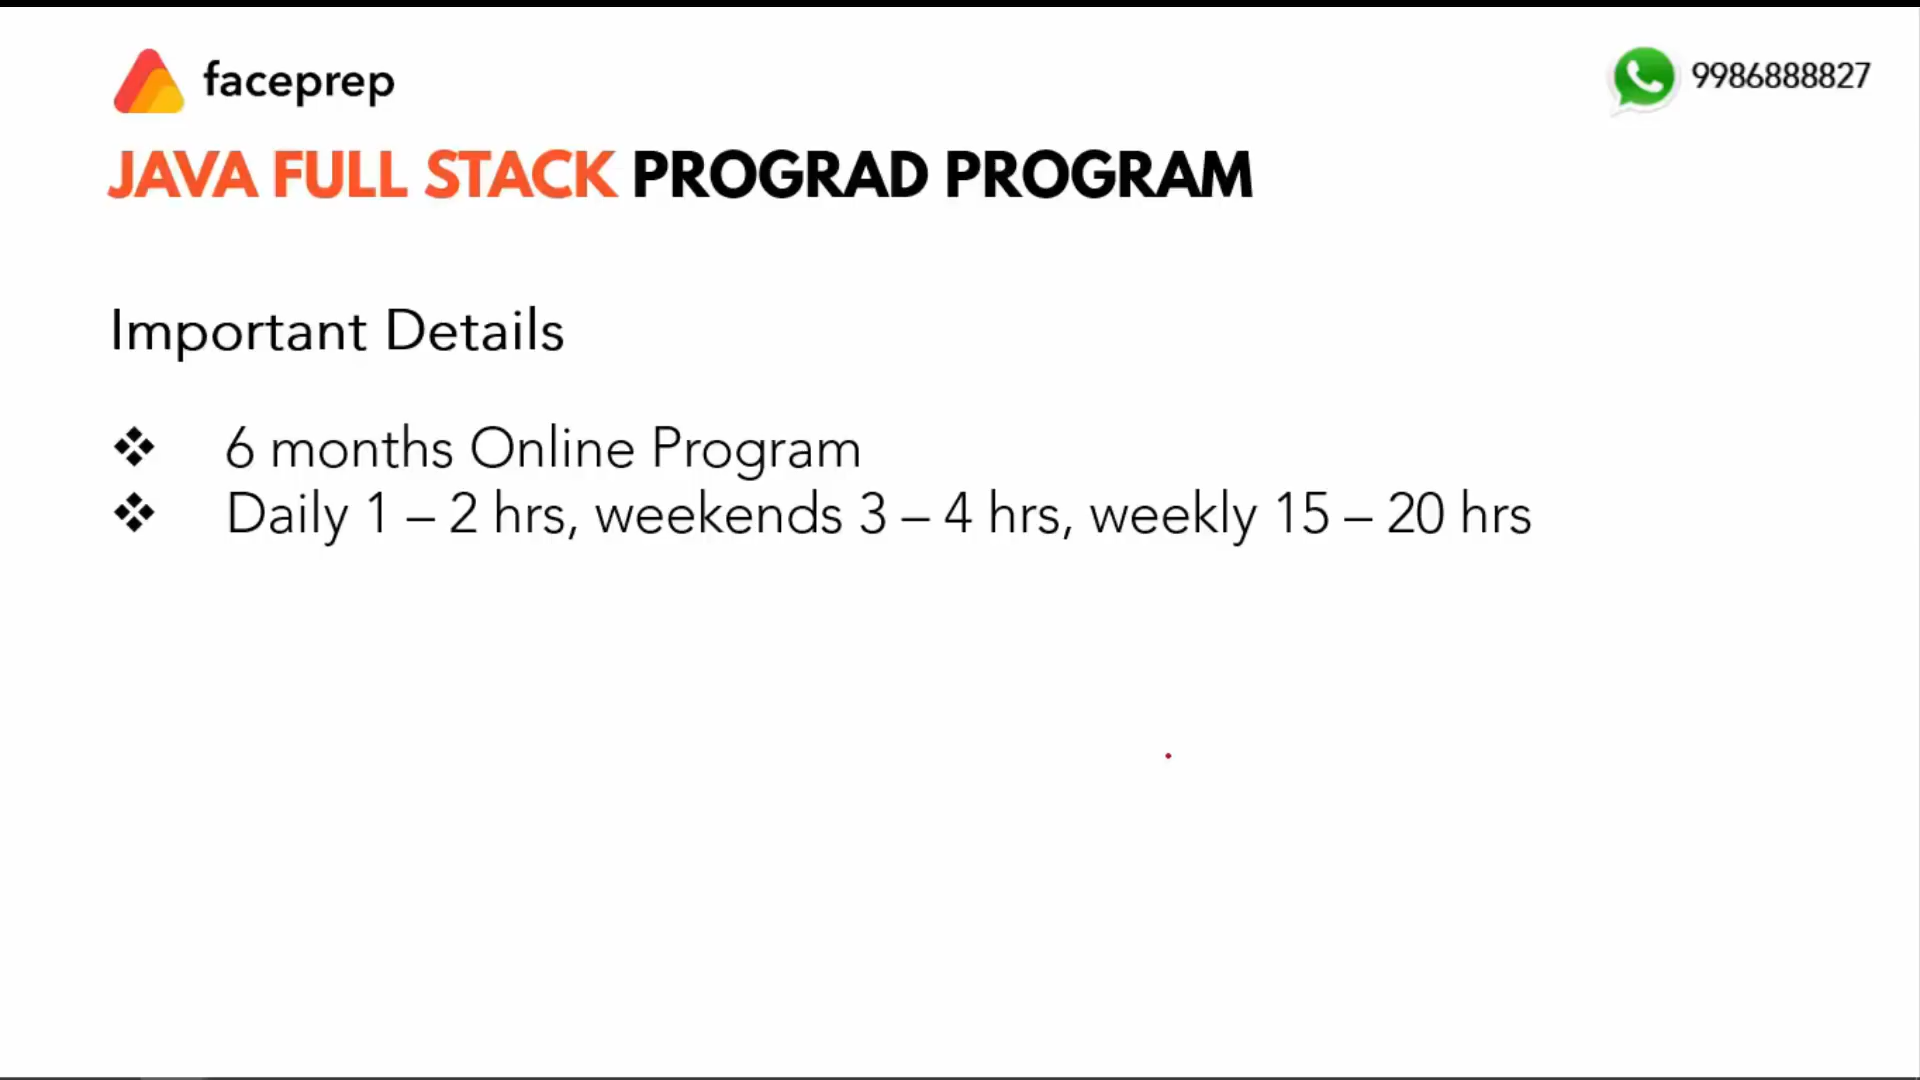 faceprep
9986888827
JAVA FULL STACK PROGRAD PROGRAM
Important Details
❖ 6 months Online Program
❖ Daily 1 – 2 hrs, weekends 3 – 4 hrs, weekly 15 – 20 hrs